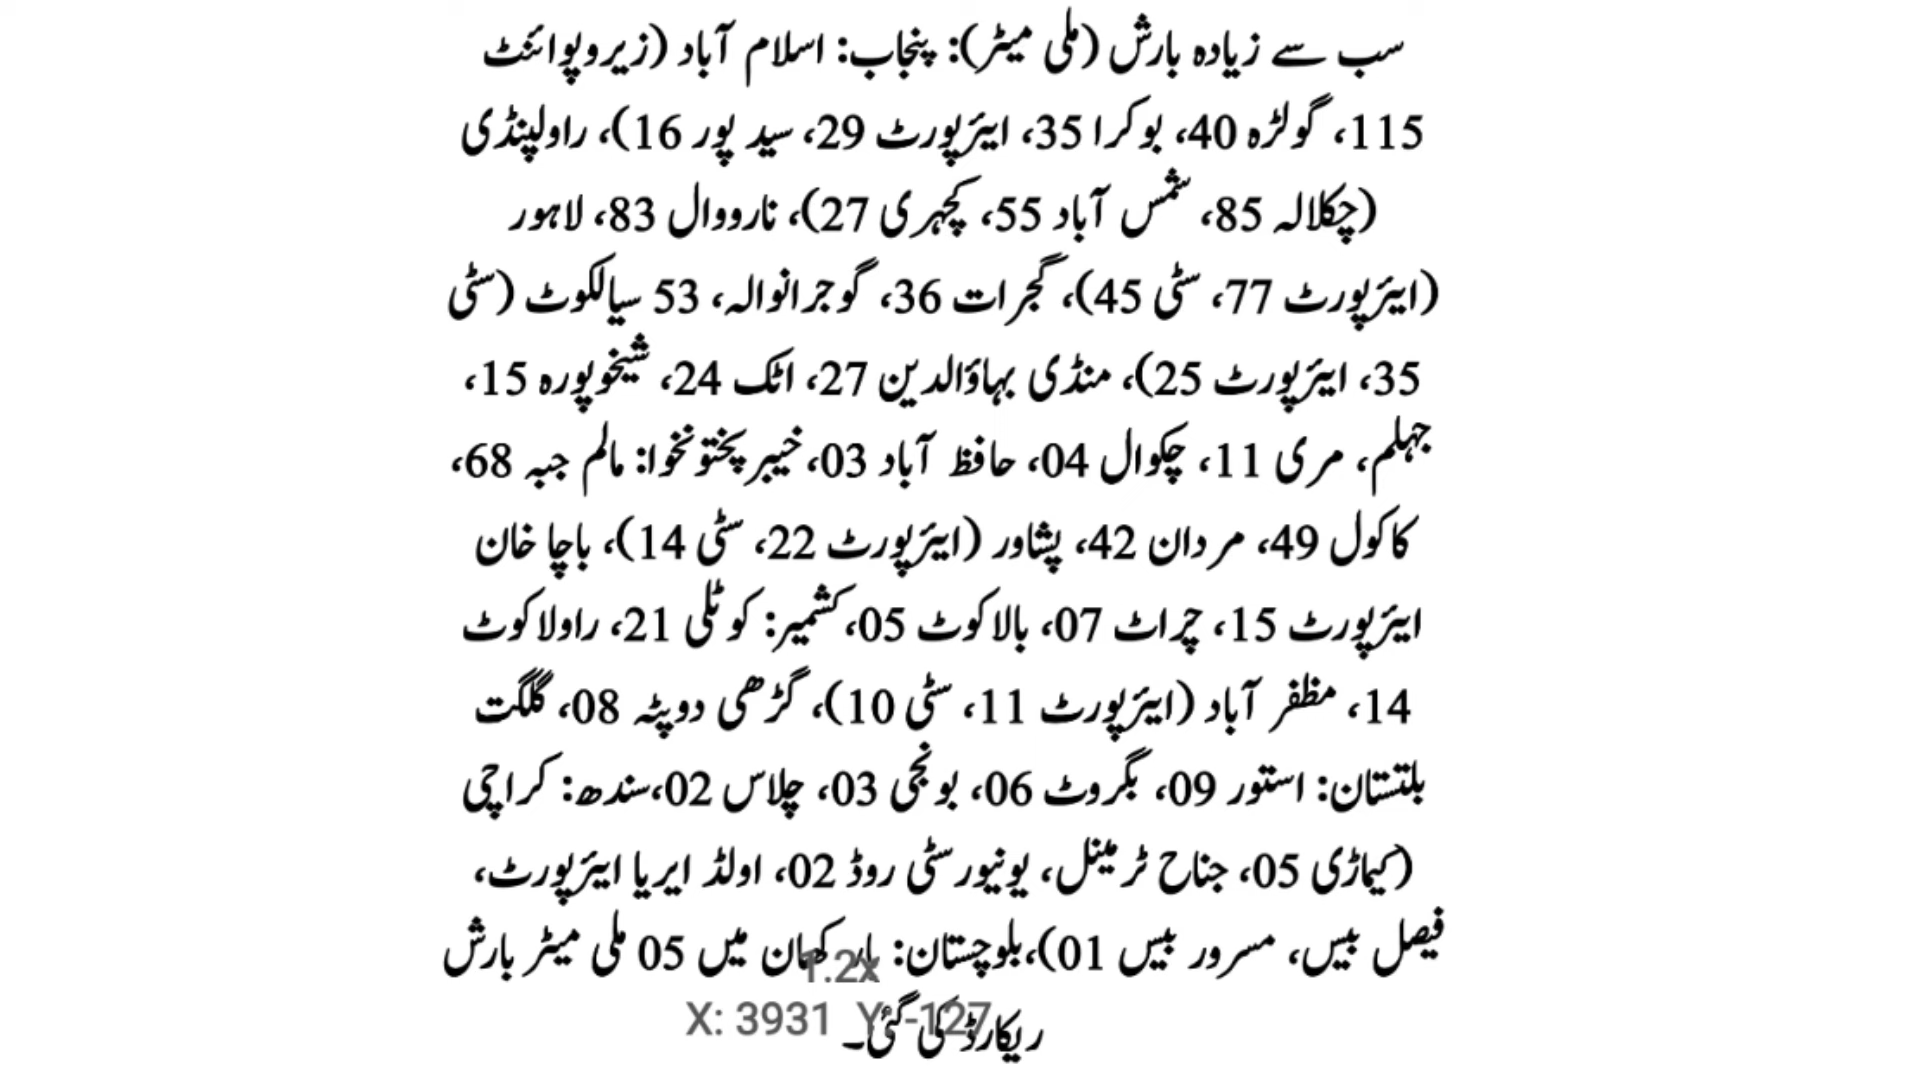 سب سے زیادہ بارش (ملی میٹر): پنجاب: اسلام آباد (زیروپوائنٹ
115، گولڑہ 40، بوکرا 35، ایئرپورٹ 29، سید پور 16)، راولپنڈی
(چکلالہ 85، شمس آباد 55، کچہری 27)، نارووال 83، لاہور
(ایئرپورٹ 77، سٹی 45)، گجرات 36، گوجرانوالہ، 53 سیالکوٹ (سٹی
35، ایئرپورٹ 25)، منڈی بہاؤالدین 27، اٹک 24، شیخوپورہ 15،
جہلم، مری 11، چکوال 04، حافظ آباد 03، خیبرپختونخوا: مالم جبہ 68،
کاکول 49، مردان 42، پشاور (ایئرپورٹ 22، سٹی 14)، باچا خان
ایئرپورٹ 15، چراٹ 07، بالاکوٹ 05، کشمیر: کوٹلی 21، راولاکوٹ
14، مظفر آباد (ایئرپورٹ 11، سٹی 10)، گڑھی دوپٹہ 08، گلگت
بلتستان: استور 09، بگروٹ 06، بونجی 03، چلاس 02،سندھ: کراچی
(کیماڑی 05، جناح ٹرمینل، یونیورسٹی روڈ 02، اولڈ ایریا ایئرپورٹ،
فیصل بیس، مسرور بیس 01)،بلوچستان: بارکھان میں 05 ملی میٹر بارش
1.2x
ریکارڈ کی گئی۔
X: 3931 Y: -127